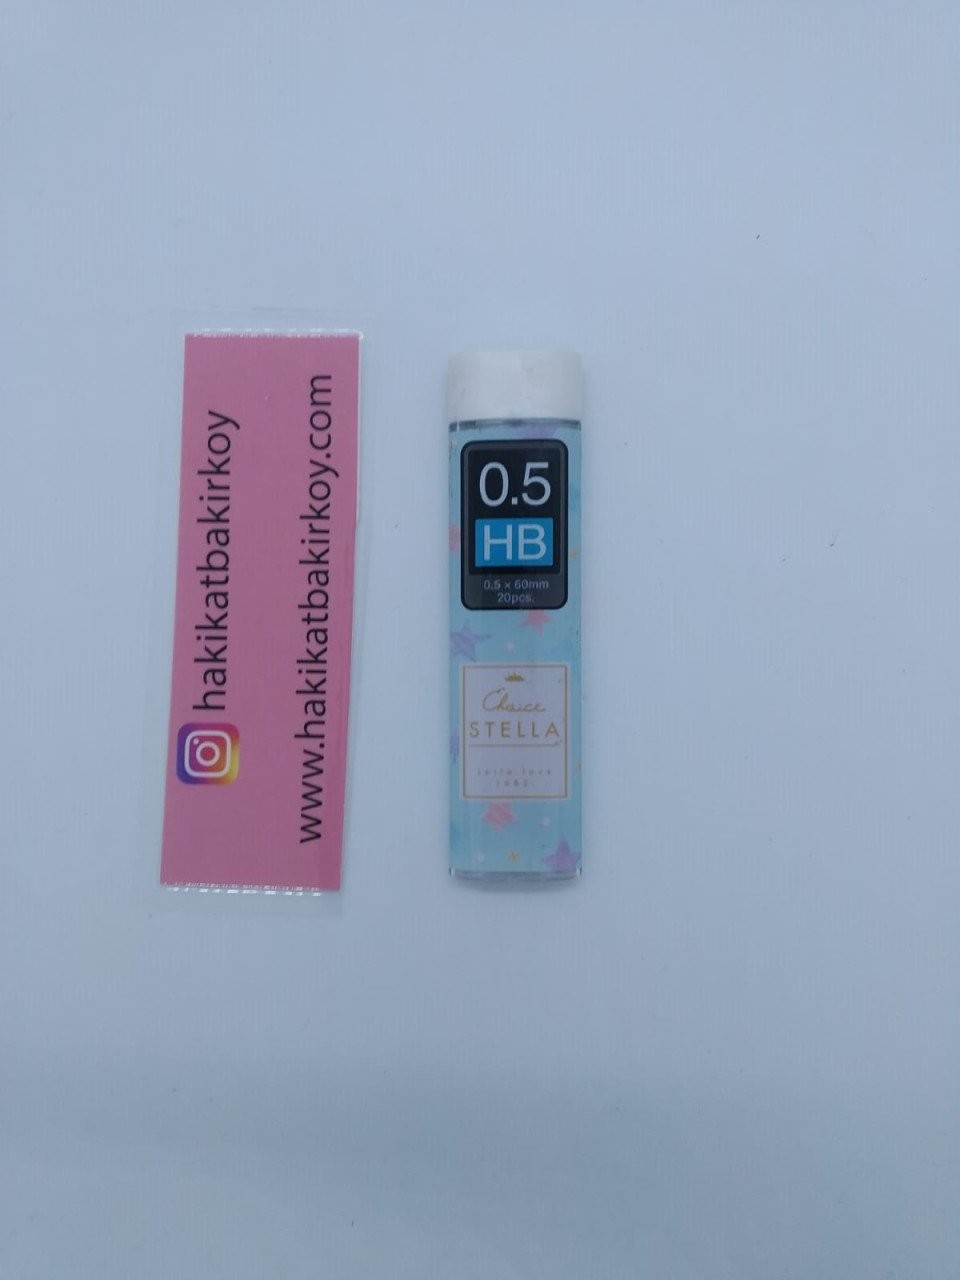 hakikatbakirkoy
www.hakikatbakirkoy.com
0.5
HB
0.5 × 60mm
20pcs.
Choice
STELLA